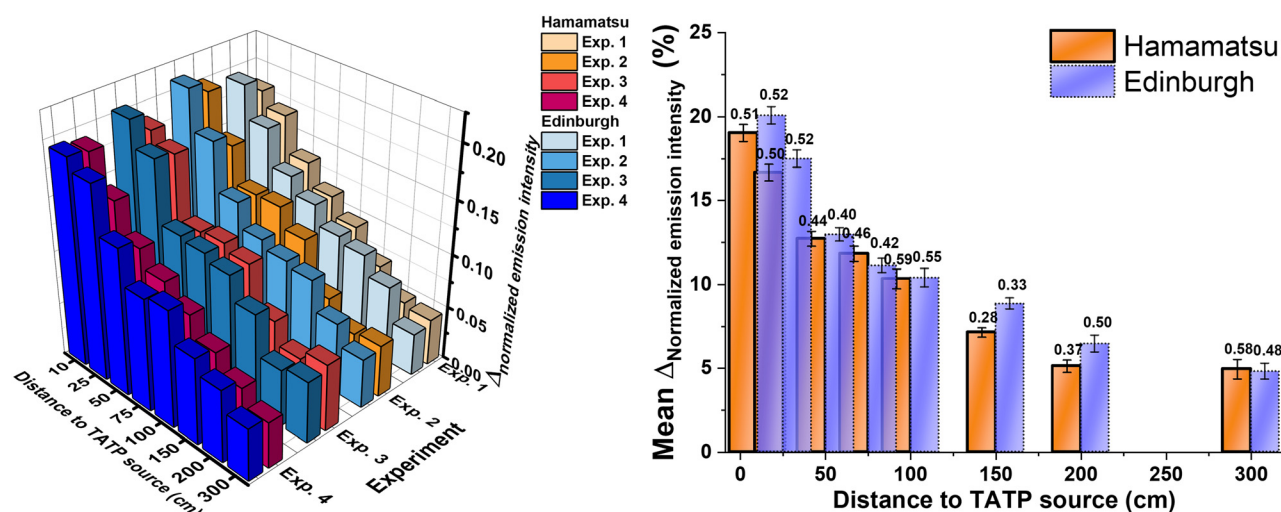 Hamamatsu
Exp. 1
Exp. 2
Exp. 3
Exp. 4
Edinburgh
Exp. 1
Exp. 2
Exp. 3
Exp. 4
0.20
0.15
0.10
0.05
0.00
Δnormalized emission intensity
10
25
50
75
100
150
200
300
Distance to TATP source (cm)
Exp. 1
Exp. 2
Exp. 3
Exp. 4
Experiment
Mean ΔNormalized emission intensity (%)
25
20
15
10
5
0
Hamamatsu
Edinburgh
0.51
0.52
0.50
0.52
0.44
0.40
0.46
0.42
0.59
0.55
0.28
0.33
0.37
0.50
0.58
0.48
0
50
100
150
200
250
300
Distance to TATP source (cm)